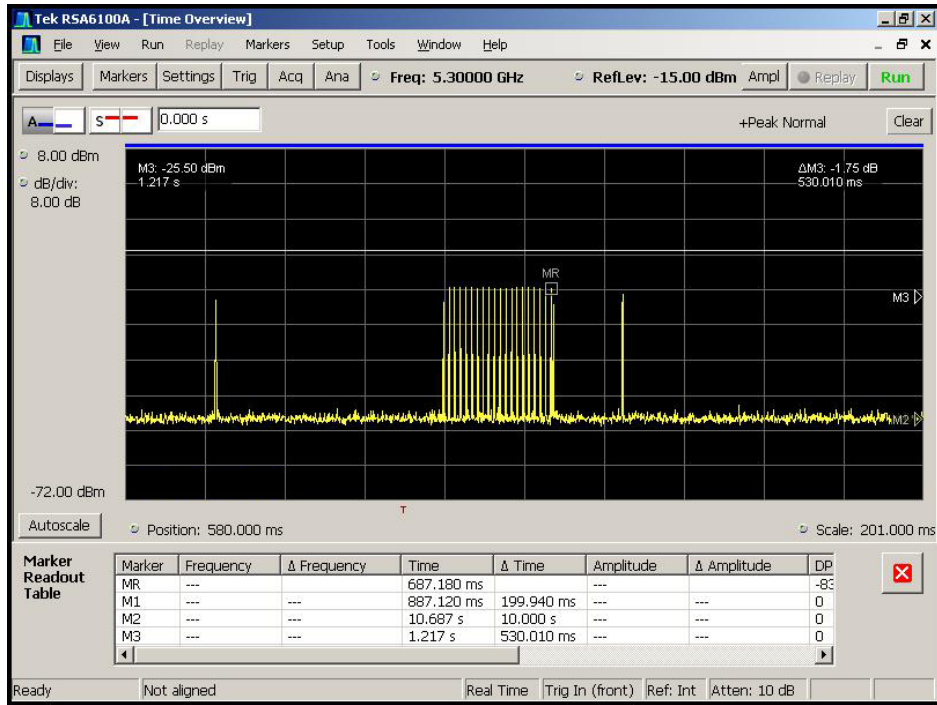 Tek RSA6100A - [Time Overview]
File View Run Replay Markers Setup Tools Window Help
Displays Markers Settings Trig Acq Ana Freq: 5.30000 GHz RefLev: -15.00 dBm Ampl Replay Run
A S 0.000 s +Peak Normal Clear
8.00 dBm
dB/div:
8.00 dB
M3: -25.50 dBm
1.217 s
ΔM3: -1.75 dB
530.010 ms
MR
M3
M2
-72.00 dBm
T
Autoscale Position: 580.000 ms Scale: 201.000 ms
Marker Readout Table
Marker Frequency Δ Frequency Time Δ Time Amplitude Δ Amplitude DP
MR --- 687.180 ms --- -83
M1 --- --- 887.120 ms 199.940 ms --- --- 0
M2 --- --- 10.687 s 10.000 s --- --- 0
M3 --- --- 1.217 s 530.010 ms --- --- 0
Ready Not aligned Real Time Trig In (front) Ref: Int Atten: 10 dB